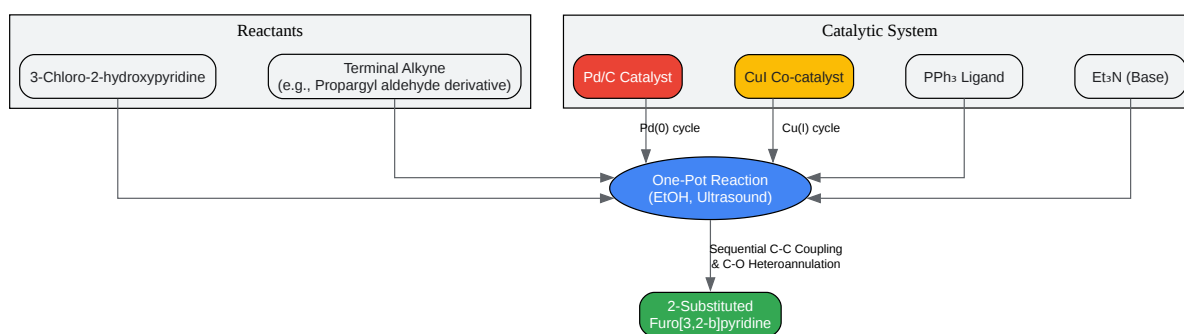 Reactants
Catalytic System
3-Chloro-2-hydroxypyridine
Terminal Alkyne
(e.g., Propargyl aldehyde derivative)
Pd/C Catalyst
CuI Co-catalyst
PPh₃ Ligand
Et₃N (Base)
Pd(0) cycle
Cu(I) cycle
One-Pot Reaction
(EtOH, Ultrasound)
Sequential C-C Coupling
& C-O Heteroannulation
2-Substituted
Furo[3,2-b]pyridine